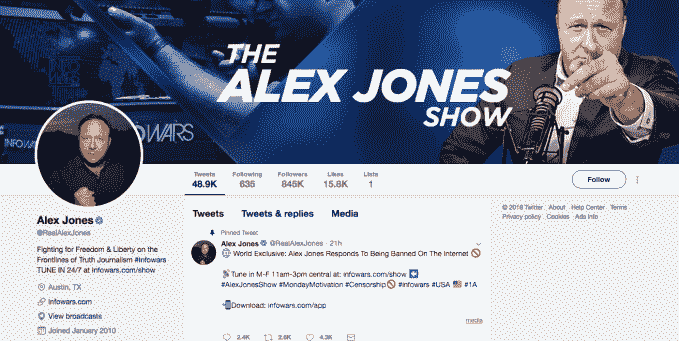 THE
ALEX JONES
SHOW
INFOWARS
Tweets
48.9K
Following
635
Followers
845K
Likes
15.8K
Lists
1
Follow
Alex Jones
@RealAlexJones
Fighting for Freedom & Liberty on the
Frontlines of Truth Journalism #Infowars
TUNE IN 24/7 at infowars.com/show
Austin, TX
infowars.com
View broadcasts
Joined January 2010
Tweets Tweets & replies Media
Pinned Tweet
Alex Jones @RealAlexJones · 21h
World Exclusive: Alex Jones Responds To Being Banned On The Internet
Tune in M-F 11am-3pm central at: infowars.com/show
#AlexJonesShow #MondayMotivation #Censorship #infowars #USA #1A
Download: infowars.com/app
media
2.4K 2.6K 4.3K
© 2018 Twitter About Help Center Terms
Privacy policy Cookies Ads info